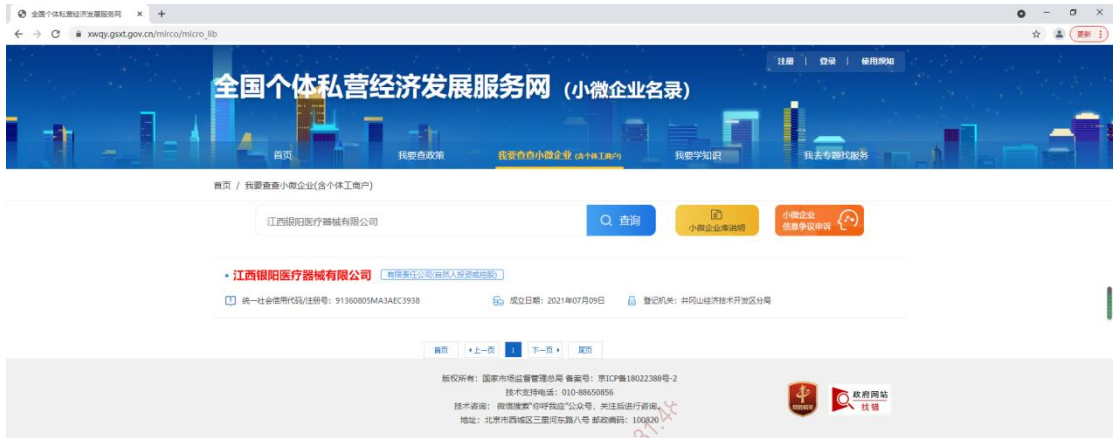 全国个体私营经济发展服务网
xwqy.gsxt.gov.cn/mirco/micro_lib
更新
注册 | 登录 | 使用须知
全国个体私营经济发展服务网 (小微企业名录)
首页 我要查政策 我要查查小微企业 (含个体工商户) 我要学知识 我去专题找服务
首页 / 我要查查小微企业(含个体工商户)
江西银阳医疗器械有限公司
查询
小微企业库说明
小微企业
信息争议申诉
江西银阳医疗器械有限公司 有限责任公司(自然人投资或控股)
统一社会信用代码/注册号: 91360805MA3AEC3938 成立日期: 2021年07月09日 登记机关: 井冈山经济技术开发区分局
首页 上一页 1 下一页 尾页
版权所有: 国家市场监督管理总局 备案号: 京ICP备18022388号-2
技术支持电话: 010-88650856
技术咨询: 微信搜索"你呼我应"公众号, 关注后进行咨询。
地址: 北京市西城区三里河东路八号 邮政编码: 100820
党政机关
政府网站
找错
31:48